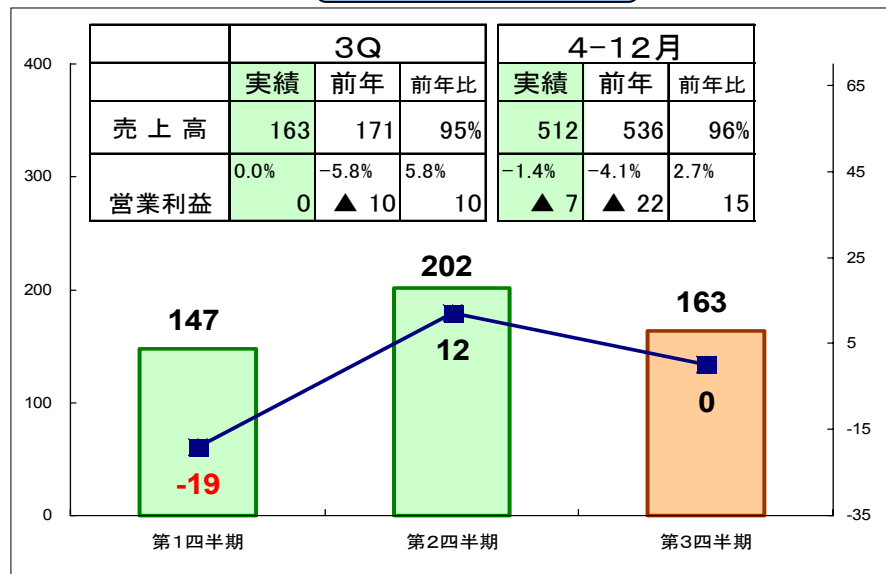 3Q 4-12月
実績 前年 前年比 実績 前年 前年比
売上高 163 171 95% 512 536 96%
0.0% -5.8% 5.8% -1.4% -4.1% 2.7%
営業利益 0 ▲ 10 10 ▲ 7 ▲ 22 15
400
300
200
100
0
65
45
25
5
-15
-35
147
202
163
-19
12
0
第1四半期 第2四半期 第3四半期